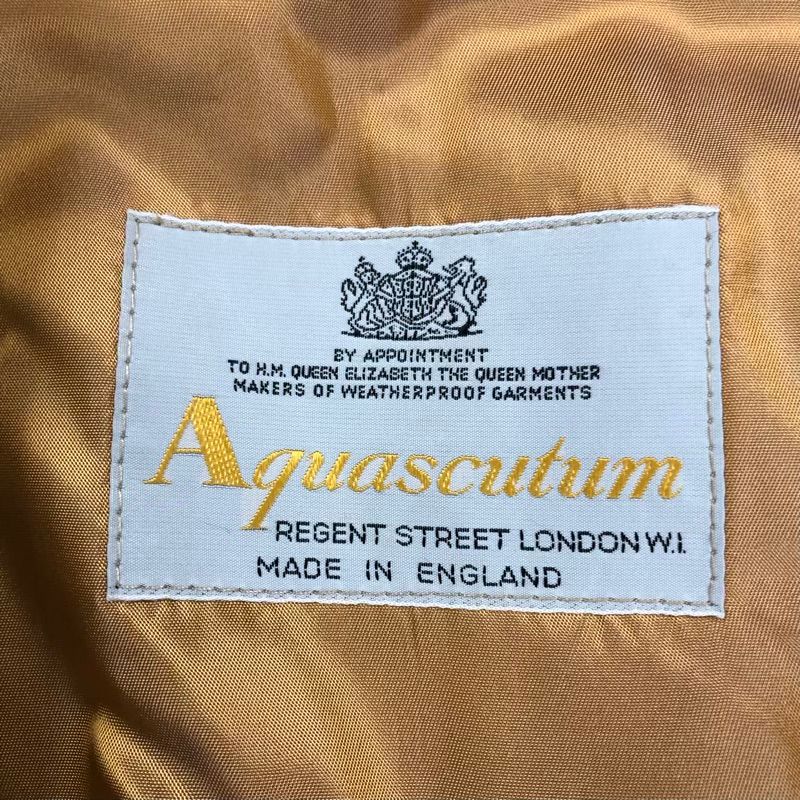 BY APPOINTMENT
TO H.M. QUEEN ELIZABETH THE QUEEN MOTHER
MAKERS OF WEATHERPROOF GARMENTS
Aquascutum
REGENT STREET LONDON W.I.
MADE IN ENGLAND